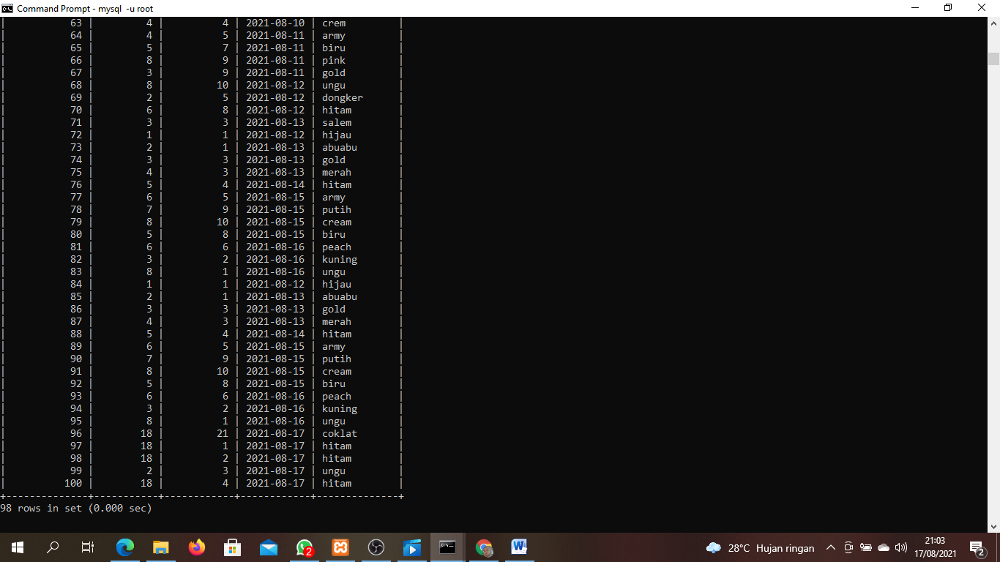 Command Prompt - mysql -u root
| 63 | 4 | 4 | 2021-08-10 | crem |
| 64 | 4 | 5 | 2021-08-11 | army |
| 65 | 5 | 7 | 2021-08-11 | biru |
| 66 | 8 | 9 | 2021-08-11 | pink |
| 67 | 3 | 9 | 2021-08-11 | gold |
| 68 | 8 | 10 | 2021-08-12 | ungu |
| 69 | 2 | 5 | 2021-08-12 | dongker |
| 70 | 6 | 8 | 2021-08-12 | hitam |
| 71 | 3 | 3 | 2021-08-13 | salem |
| 72 | 1 | 1 | 2021-08-12 | hijau |
| 73 | 2 | 1 | 2021-08-13 | abuabu |
| 74 | 3 | 3 | 2021-08-13 | gold |
| 75 | 4 | 3 | 2021-08-13 | merah |
| 76 | 5 | 4 | 2021-08-14 | hitam |
| 77 | 6 | 5 | 2021-08-15 | army |
| 78 | 7 | 9 | 2021-08-15 | putih |
| 79 | 8 | 10 | 2021-08-15 | cream |
| 80 | 5 | 8 | 2021-08-15 | biru |
| 81 | 6 | 6 | 2021-08-16 | peach |
| 82 | 3 | 2 | 2021-08-16 | kuning |
| 83 | 8 | 1 | 2021-08-16 | ungu |
| 84 | 1 | 1 | 2021-08-12 | hijau |
| 85 | 2 | 1 | 2021-08-13 | abuabu |
| 86 | 3 | 3 | 2021-08-13 | gold |
| 87 | 4 | 3 | 2021-08-13 | merah |
| 88 | 5 | 4 | 2021-08-14 | hitam |
| 89 | 6 | 5 | 2021-08-15 | army |
| 90 | 7 | 9 | 2021-08-15 | putih |
| 91 | 8 | 10 | 2021-08-15 | cream |
| 92 | 5 | 8 | 2021-08-15 | biru |
| 93 | 6 | 6 | 2021-08-16 | peach |
| 94 | 3 | 2 | 2021-08-16 | kuning |
| 95 | 8 | 1 | 2021-08-16 | ungu |
| 96 | 18 | 21 | 2021-08-17 | coklat |
| 97 | 18 | 1 | 2021-08-17 | hitam |
| 98 | 18 | 2 | 2021-08-17 | hitam |
| 99 | 2 | 3 | 2021-08-17 | ungu |
| 100 | 18 | 4 | 2021-08-17 | hitam |
+--------------+-----------+------------+------------+--------------+
98 rows in set (0.000 sec)
2
28°C Hujan ringan
21:03
17/08/2021
2